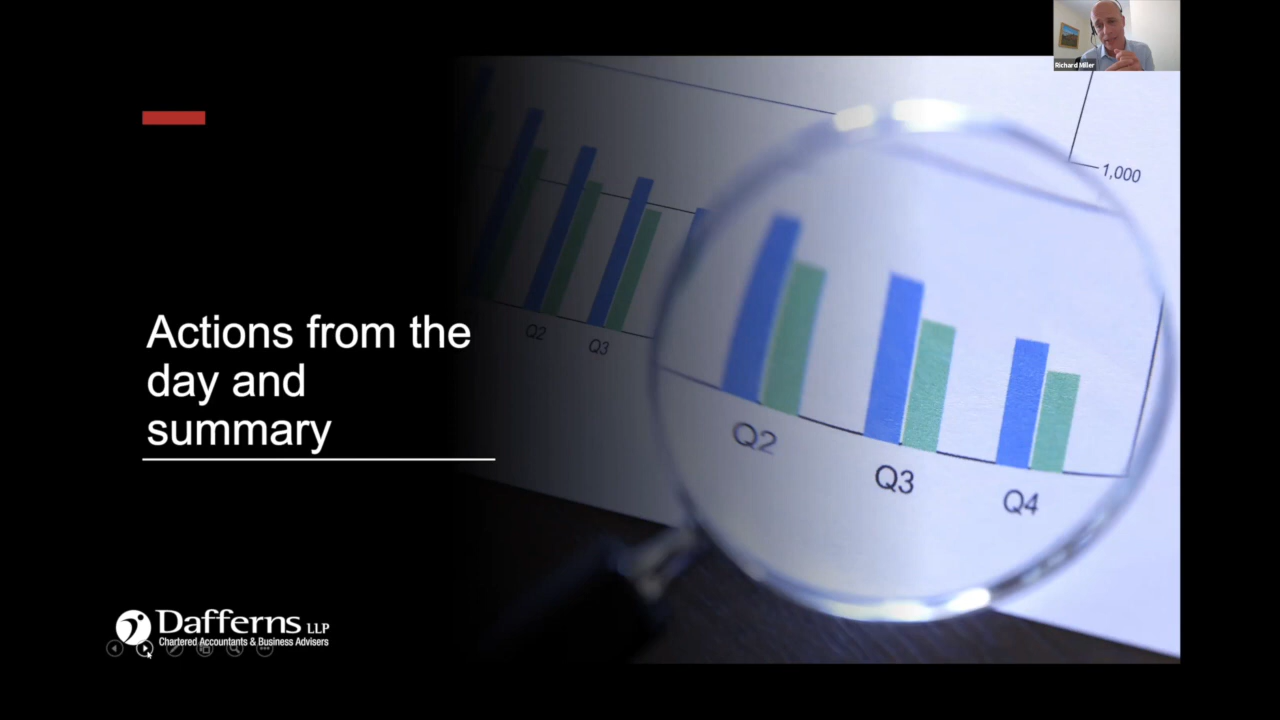 Richard Miller
1,000
Actions from the
day and
summary
Q2
Q3
Q2
Q3
Q4
Dafferns LLP
Chartered Accountants & Business Advisers